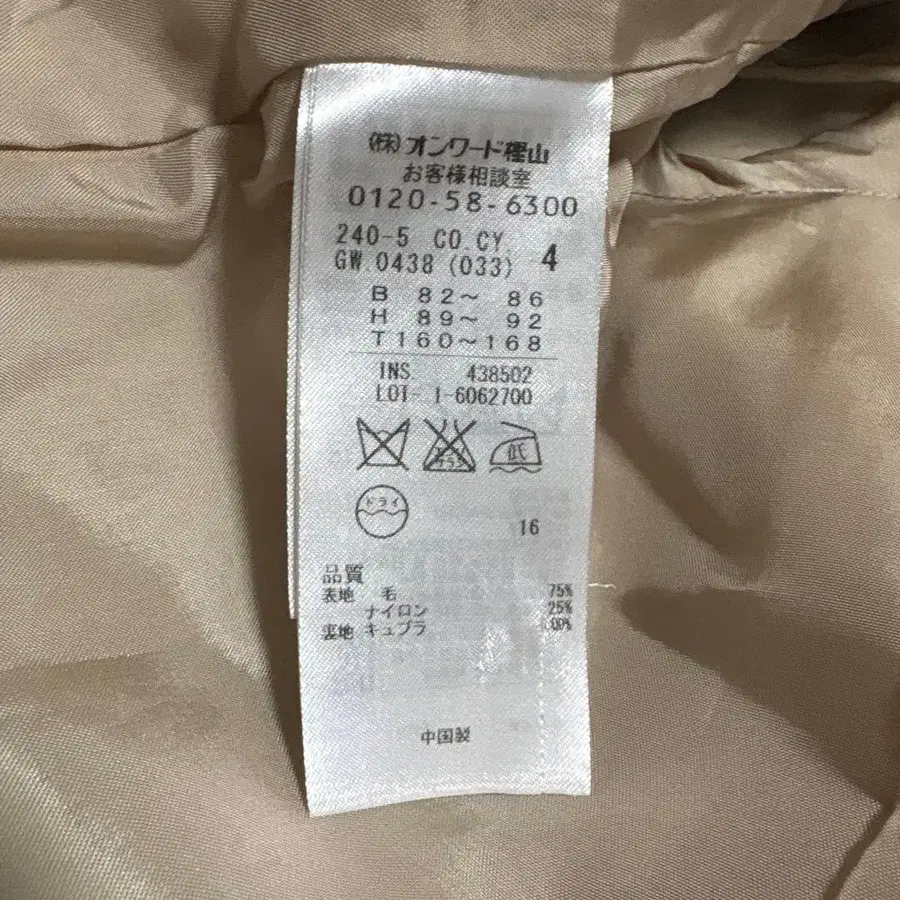 (株)オンワード樫山
お客様相談室
0120-58-6300
240-5 CO.CY. 4
GW.0438 (033)
B 82～ 86
H 89～ 92
T160～168
INS. 438502
LOT- 1-6062700
低
ドライ
16
品質
表地 毛 75%
ナイロン 25%
裏地 キュプラ
中国製